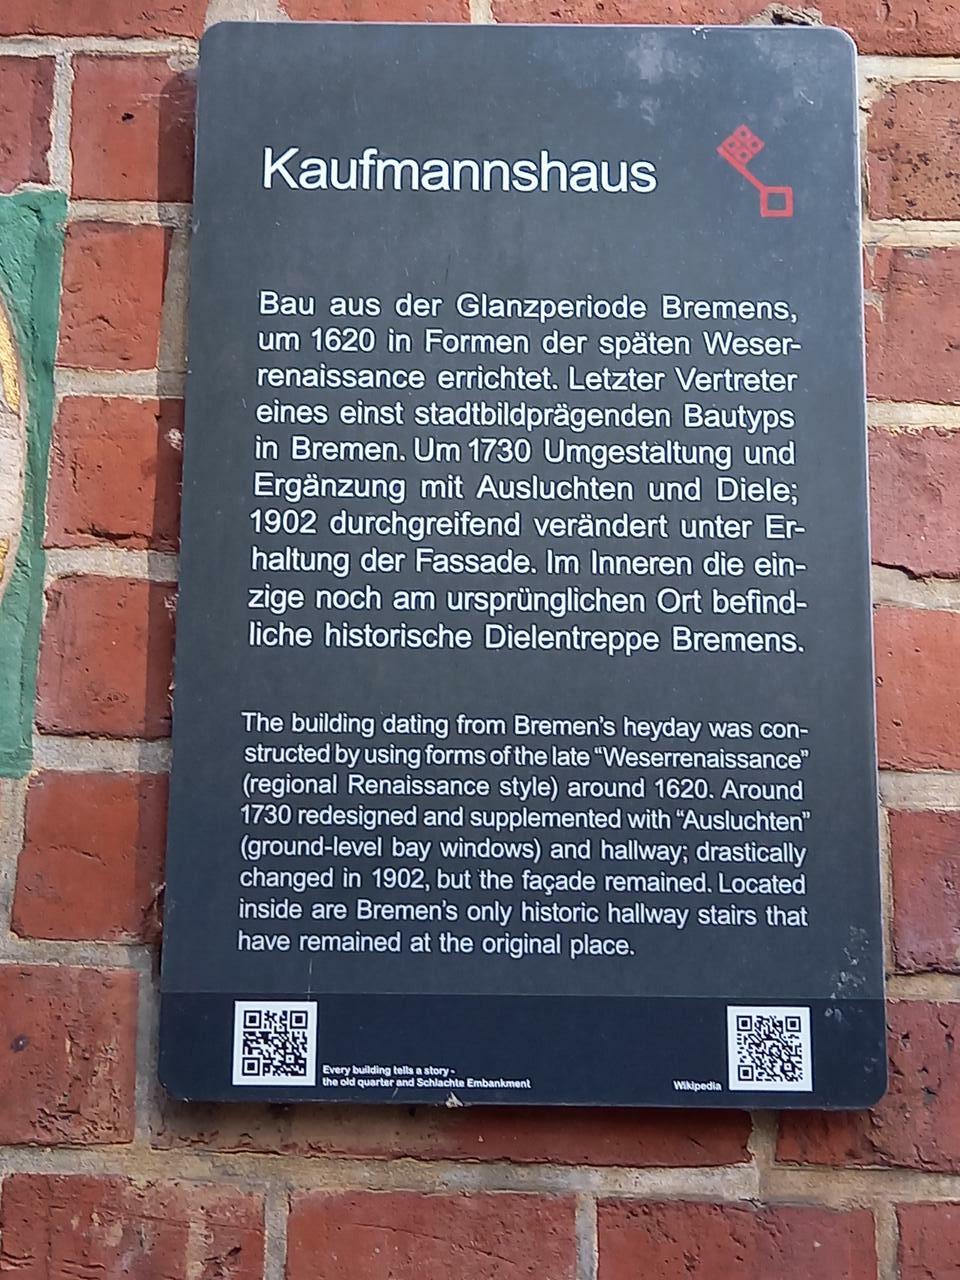 Kaufmannshaus
Bau aus der Glanzperiode Bremens,
um 1620 in Formen der späten Weser-
renaissance errichtet. Letzter Vertreter
eines einst stadtbildprägenden Bautyps
in Bremen. Um 1730 Umgestaltung und
Ergänzung mit Ausluchten und Diele;
1902 durchgreifend verändert unter Er-
haltung der Fassade. Im Inneren die ein-
zige noch am ursprünglichen Ort befind-
liche historische Dielentreppe Bremens.
The building dating from Bremen's heyday was con-
structed by using forms of the late “Weserrenaissance”
(regional Renaissance style) around 1620. Around
1730 redesigned and supplemented with “Ausluchten”
(ground-level bay windows) and hallway; drastically
changed in 1902, but the façade remained. Located
inside are Bremen's only historic hallway stairs that
have remained at the original place.
Every building tells a story -
the old quarter and Schlachte Embankment
Wikipedia